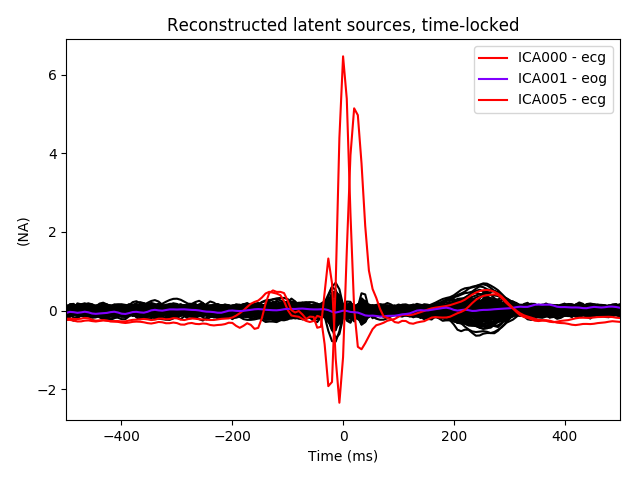 Reconstructed latent sources, time-locked
ICA000 - ecg
ICA001 - eog
ICA005 - ecg
6
4
2
0
−2
(NA)
−400
−200
0
200
400
Time (ms)